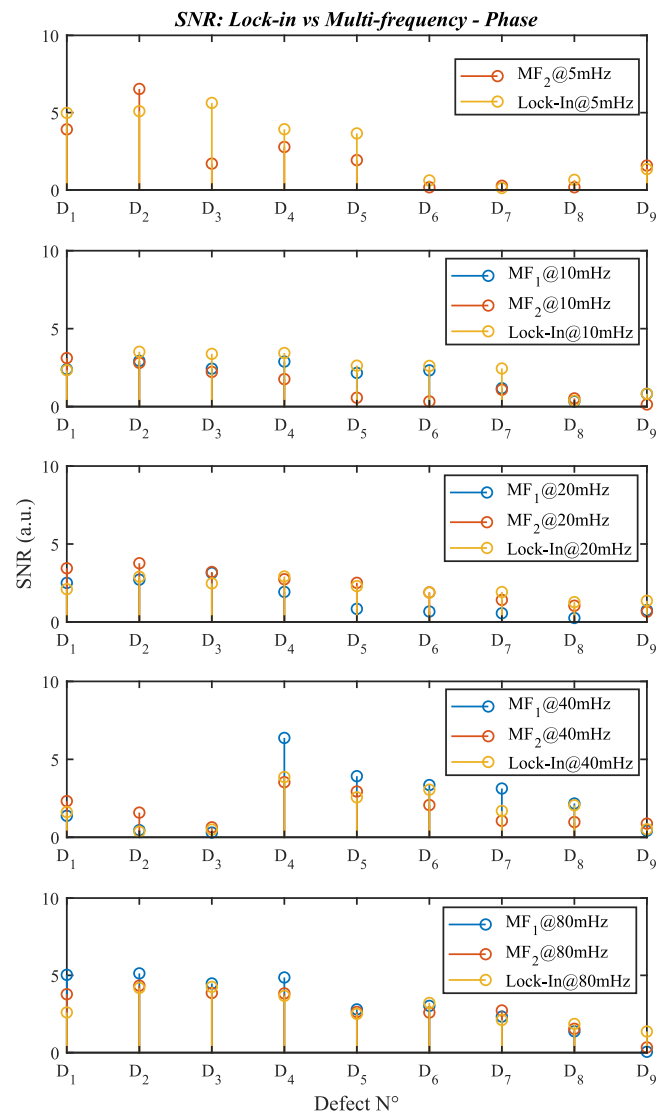 SNR: Lock-in vs Multi-frequency - Phase
10
5
0
MF₂@5mHz
Lock-In@5mHz
D₁ D₂ D₃ D₄ D₅ D₆ D₇ D₈ D₉
10
5
0
MF₁@10mHz
MF₂@10mHz
Lock-In@10mHz
D₁ D₂ D₃ D₄ D₅ D₆ D₇ D₈ D₉
SNR (a.u.)
10
5
0
MF₁@20mHz
MF₂@20mHz
Lock-In@20mHz
D₁ D₂ D₃ D₄ D₅ D₆ D₇ D₈ D₉
10
5
0
MF₁@40mHz
MF₂@40mHz
Lock-In@40mHz
D₁ D₂ D₃ D₄ D₅ D₆ D₇ D₈ D₉
10
5
0
MF₁@80mHz
MF₂@80mHz
Lock-In@80mHz
D₁ D₂ D₃ D₄ D₅ D₆ D₇ D₈ D₉
Defect N°